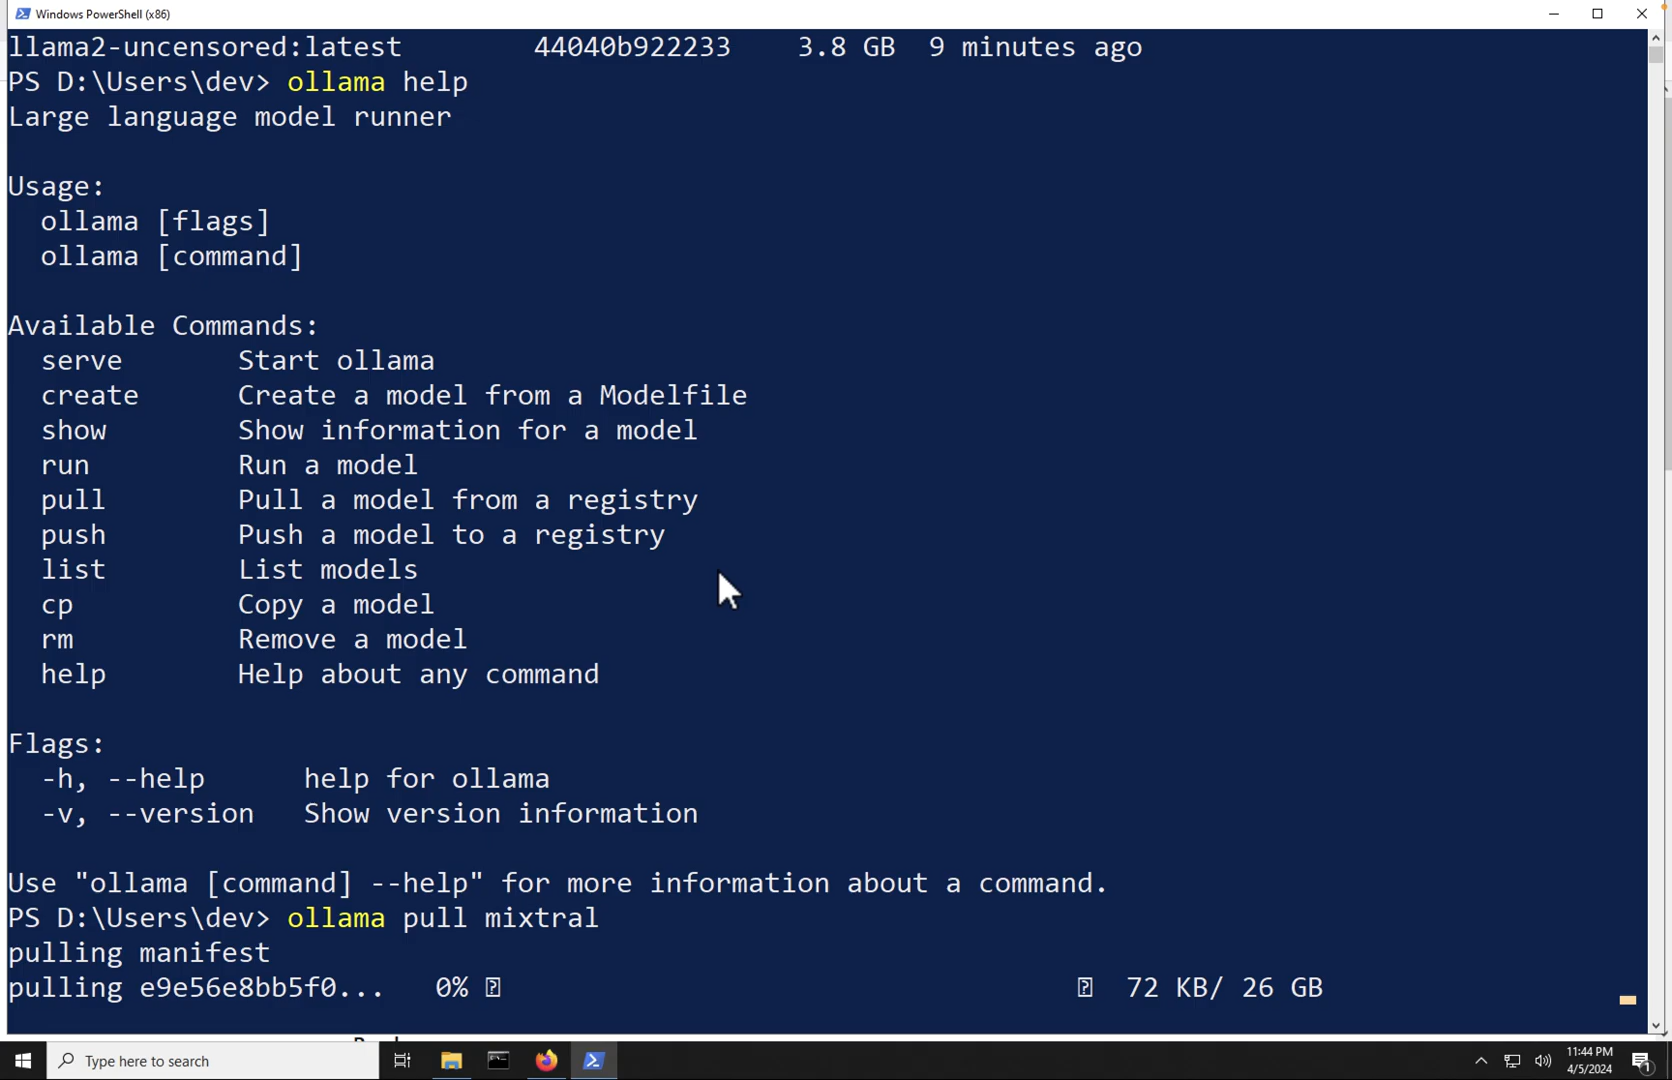 Windows PowerShell (x86)
llama2-uncensored:latest 44040b922233 3.8 GB 9 minutes ago
PS D:\Users\dev> ollama help
Large language model runner
Usage:
ollama [flags]
ollama [command]
Available Commands:
serve Start ollama
create Create a model from a Modelfile
show Show information for a model
run Run a model
pull Pull a model from a registry
push Push a model to a registry
list List models
cp Copy a model
rm Remove a model
help Help about any command
Flags:
-h, --help help for ollama
-v, --version Show version information
Use "ollama [command] --help" for more information about a command.
PS D:\Users\dev> ollama pull mixtral
pulling manifest
pulling e9e56e8bb5f0... 0% 72 KB/ 26 GB
Type here to search
11:44 PM
4/5/2024
1